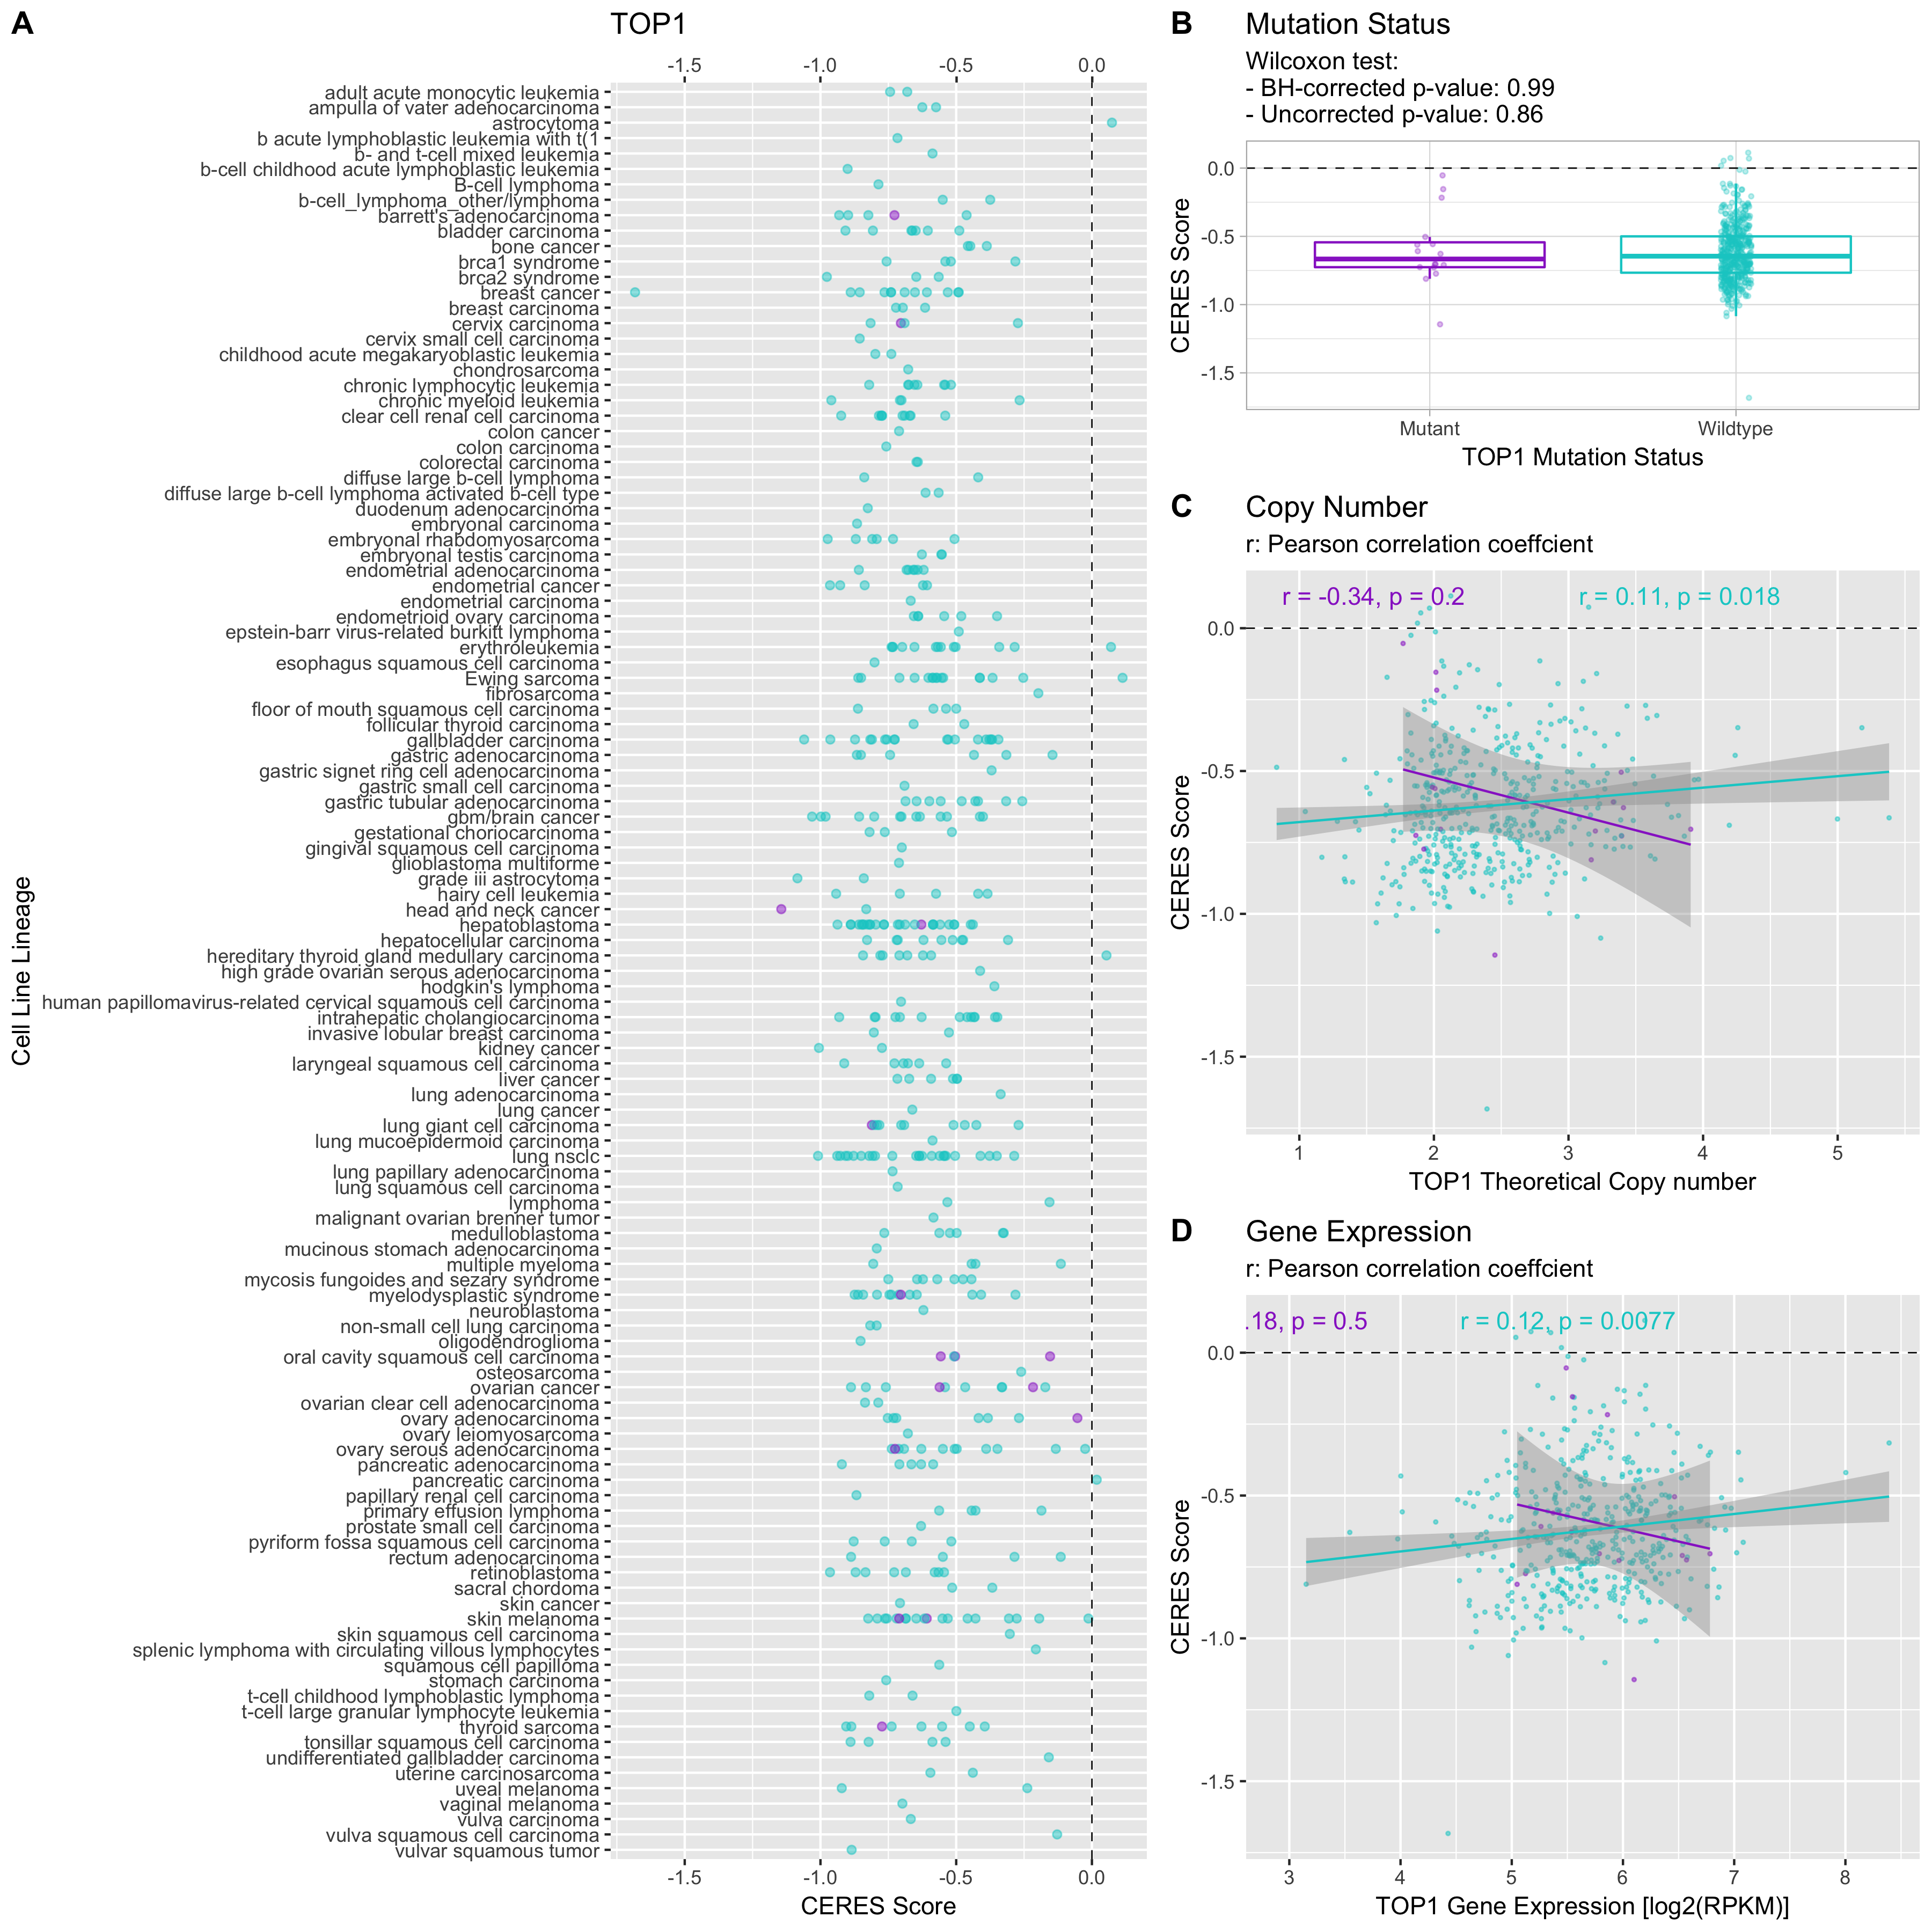 A
TOP1
-1.5 -1.0 -0.5 0.0
adult acute monocytic leukemia
ampulla of vater adenocarcinoma
astrocytoma
b acute lymphoblastic leukemia with t(1
b- and t-cell mixed leukemia
b-cell childhood acute lymphoblastic leukemia
B-cell lymphoma
b-cell_lymphoma_other/lymphoma
barrett's adenocarcinoma
bladder carcinoma
bone cancer
brca1 syndrome
brca2 syndrome
breast cancer
breast carcinoma
cervix carcinoma
cervix small cell carcinoma
childhood acute megakaryoblastic leukemia
chondrosarcoma
chronic lymphocytic leukemia
chronic myeloid leukemia
clear cell renal cell carcinoma
colon cancer
colon carcinoma
colorectal carcinoma
diffuse large b-cell lymphoma
diffuse large b-cell lymphoma activated b-cell type
duodenum adenocarcinoma
embryonal carcinoma
embryonal rhabdomyosarcoma
embryonal testis carcinoma
endometrial adenocarcinoma
endometrial cancer
endometrial carcinoma
endometrioid ovary carcinoma
epstein-barr virus-related burkitt lymphoma
erythroleukemia
esophagus squamous cell carcinoma
Ewing sarcoma
fibrosarcoma
floor of mouth squamous cell carcinoma
follicular thyroid carcinoma
gallbladder carcinoma
gastric adenocarcinoma
gastric signet ring cell adenocarcinoma
gastric small cell carcinoma
gastric tubular adenocarcinoma
gbm/brain cancer
gestational choriocarcinoma
gingival squamous cell carcinoma
glioblastoma multiforme
grade iii astrocytoma
hairy cell leukemia
head and neck cancer
hepatoblastoma
hepatocellular carcinoma
hereditary thyroid gland medullary carcinoma
high grade ovarian serous adenocarcinoma
hodgkin's lymphoma
human papillomavirus-related cervical squamous cell carcinoma
intrahepatic cholangiocarcinoma
invasive lobular breast carcinoma
kidney cancer
laryngeal squamous cell carcinoma
liver cancer
lung adenocarcinoma
lung cancer
lung giant cell carcinoma
lung mucoepidermoid carcinoma
lung nsclc
lung papillary adenocarcinoma
lung squamous cell carcinoma
lymphoma
malignant ovarian brenner tumor
medulloblastoma
mucinous stomach adenocarcinoma
multiple myeloma
mycosis fungoides and sezary syndrome
myelodysplastic syndrome
neuroblastoma
non-small cell lung carcinoma
oligodendroglioma
oral cavity squamous cell carcinoma
osteosarcoma
ovarian cancer
ovarian clear cell adenocarcinoma
ovary adenocarcinoma
ovary leiomyosarcoma
ovary serous adenocarcinoma
pancreatic adenocarcinoma
pancreatic carcinoma
papillary renal cell carcinoma
primary effusion lymphoma
prostate small cell carcinoma
pyriform fossa squamous cell carcinoma
rectum adenocarcinoma
retinoblastoma
sacral chordoma
skin cancer
skin melanoma
skin squamous cell carcinoma
splenic lymphoma with circulating villous lymphocytes
squamous cell papilloma
stomach carcinoma
t-cell childhood lymphoblastic lymphoma
t-cell large granular lymphocyte leukemia
thyroid sarcoma
tonsillar squamous cell carcinoma
undifferentiated gallbladder carcinoma
uterine carcinosarcoma
uveal melanoma
vaginal melanoma
vulva carcinoma
vulva squamous cell carcinoma
vulvar squamous tumor
-1.5 -1.0 -0.5 0.0
CERES Score
Cell Line Lineage
B
Mutation Status
Wilcoxon test:
- BH-corrected p-value: 0.99
- Uncorrected p-value: 0.86
0.0
-0.5
-1.0
-1.5
CERES Score
Mutant Wildtype
TOP1 Mutation Status
C
Copy Number
r: Pearson correlation coeffcient
r = -0.34, p = 0.2 r = 0.11, p = 0.018
0.0
-0.5
-1.0
-1.5
CERES Score
1 2 3 4 5
TOP1 Theoretical Copy number
D
Gene Expression
r: Pearson correlation coeffcient
.18, p = 0.5 r = 0.12, p = 0.0077
0.0
-0.5
-1.0
-1.5
CERES Score
3 4 5 6 7 8
TOP1 Gene Expression [log2(RPKM)]